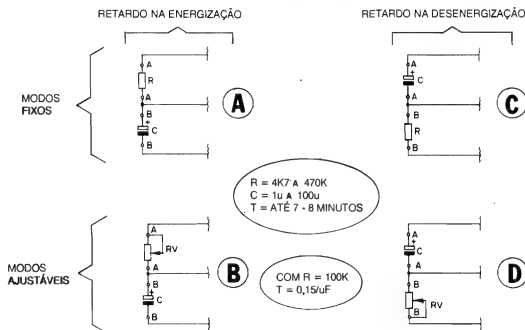 RETARDO NA ENERGIZAÇÃO
RETARDO NA DESENERGIZAÇÃO
MODOS
FIXOS
A
R
A
B
+
C
B
A
A
+
C
A
B
R
B
C
R = 4K7 A 470K
C = 1u A 100u
T = ATÉ 7 - 8 MINUTOS
MODOS
AJUSTÁVEIS
A
RV
A
B
+
C
B
B
COM R = 100K
T = 0,15/uF
A
+
C
A
B
RV
B
D